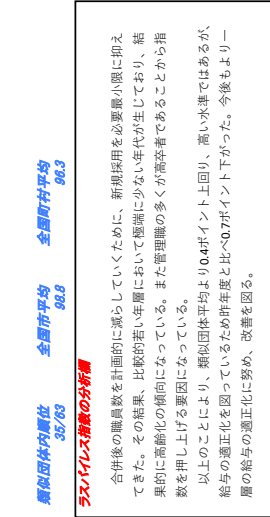 類似団体内順位 全国市平均 全国町村平均
35/63 98.8 96.3
ラスパイレス指数の分析欄
合併後の職員数を計画的に減らしていくために、新規採用を必要最小限に抑え
てきた。その結果、比較的若い年層において極端に少ない年代が生じており、結
果的に高齢化の傾向になっている。また管理職の多くが高卒者であることから指
数を押し上げる要因になっている。
以上のことにより、類似団体平均より0.4ポイント上回り、高い水準ではあるが、
給与の適正化を図っているため昨年度と比べ0.7ポイント下がった。今後もより一
層の給与の適正化に努め、改善を図る。